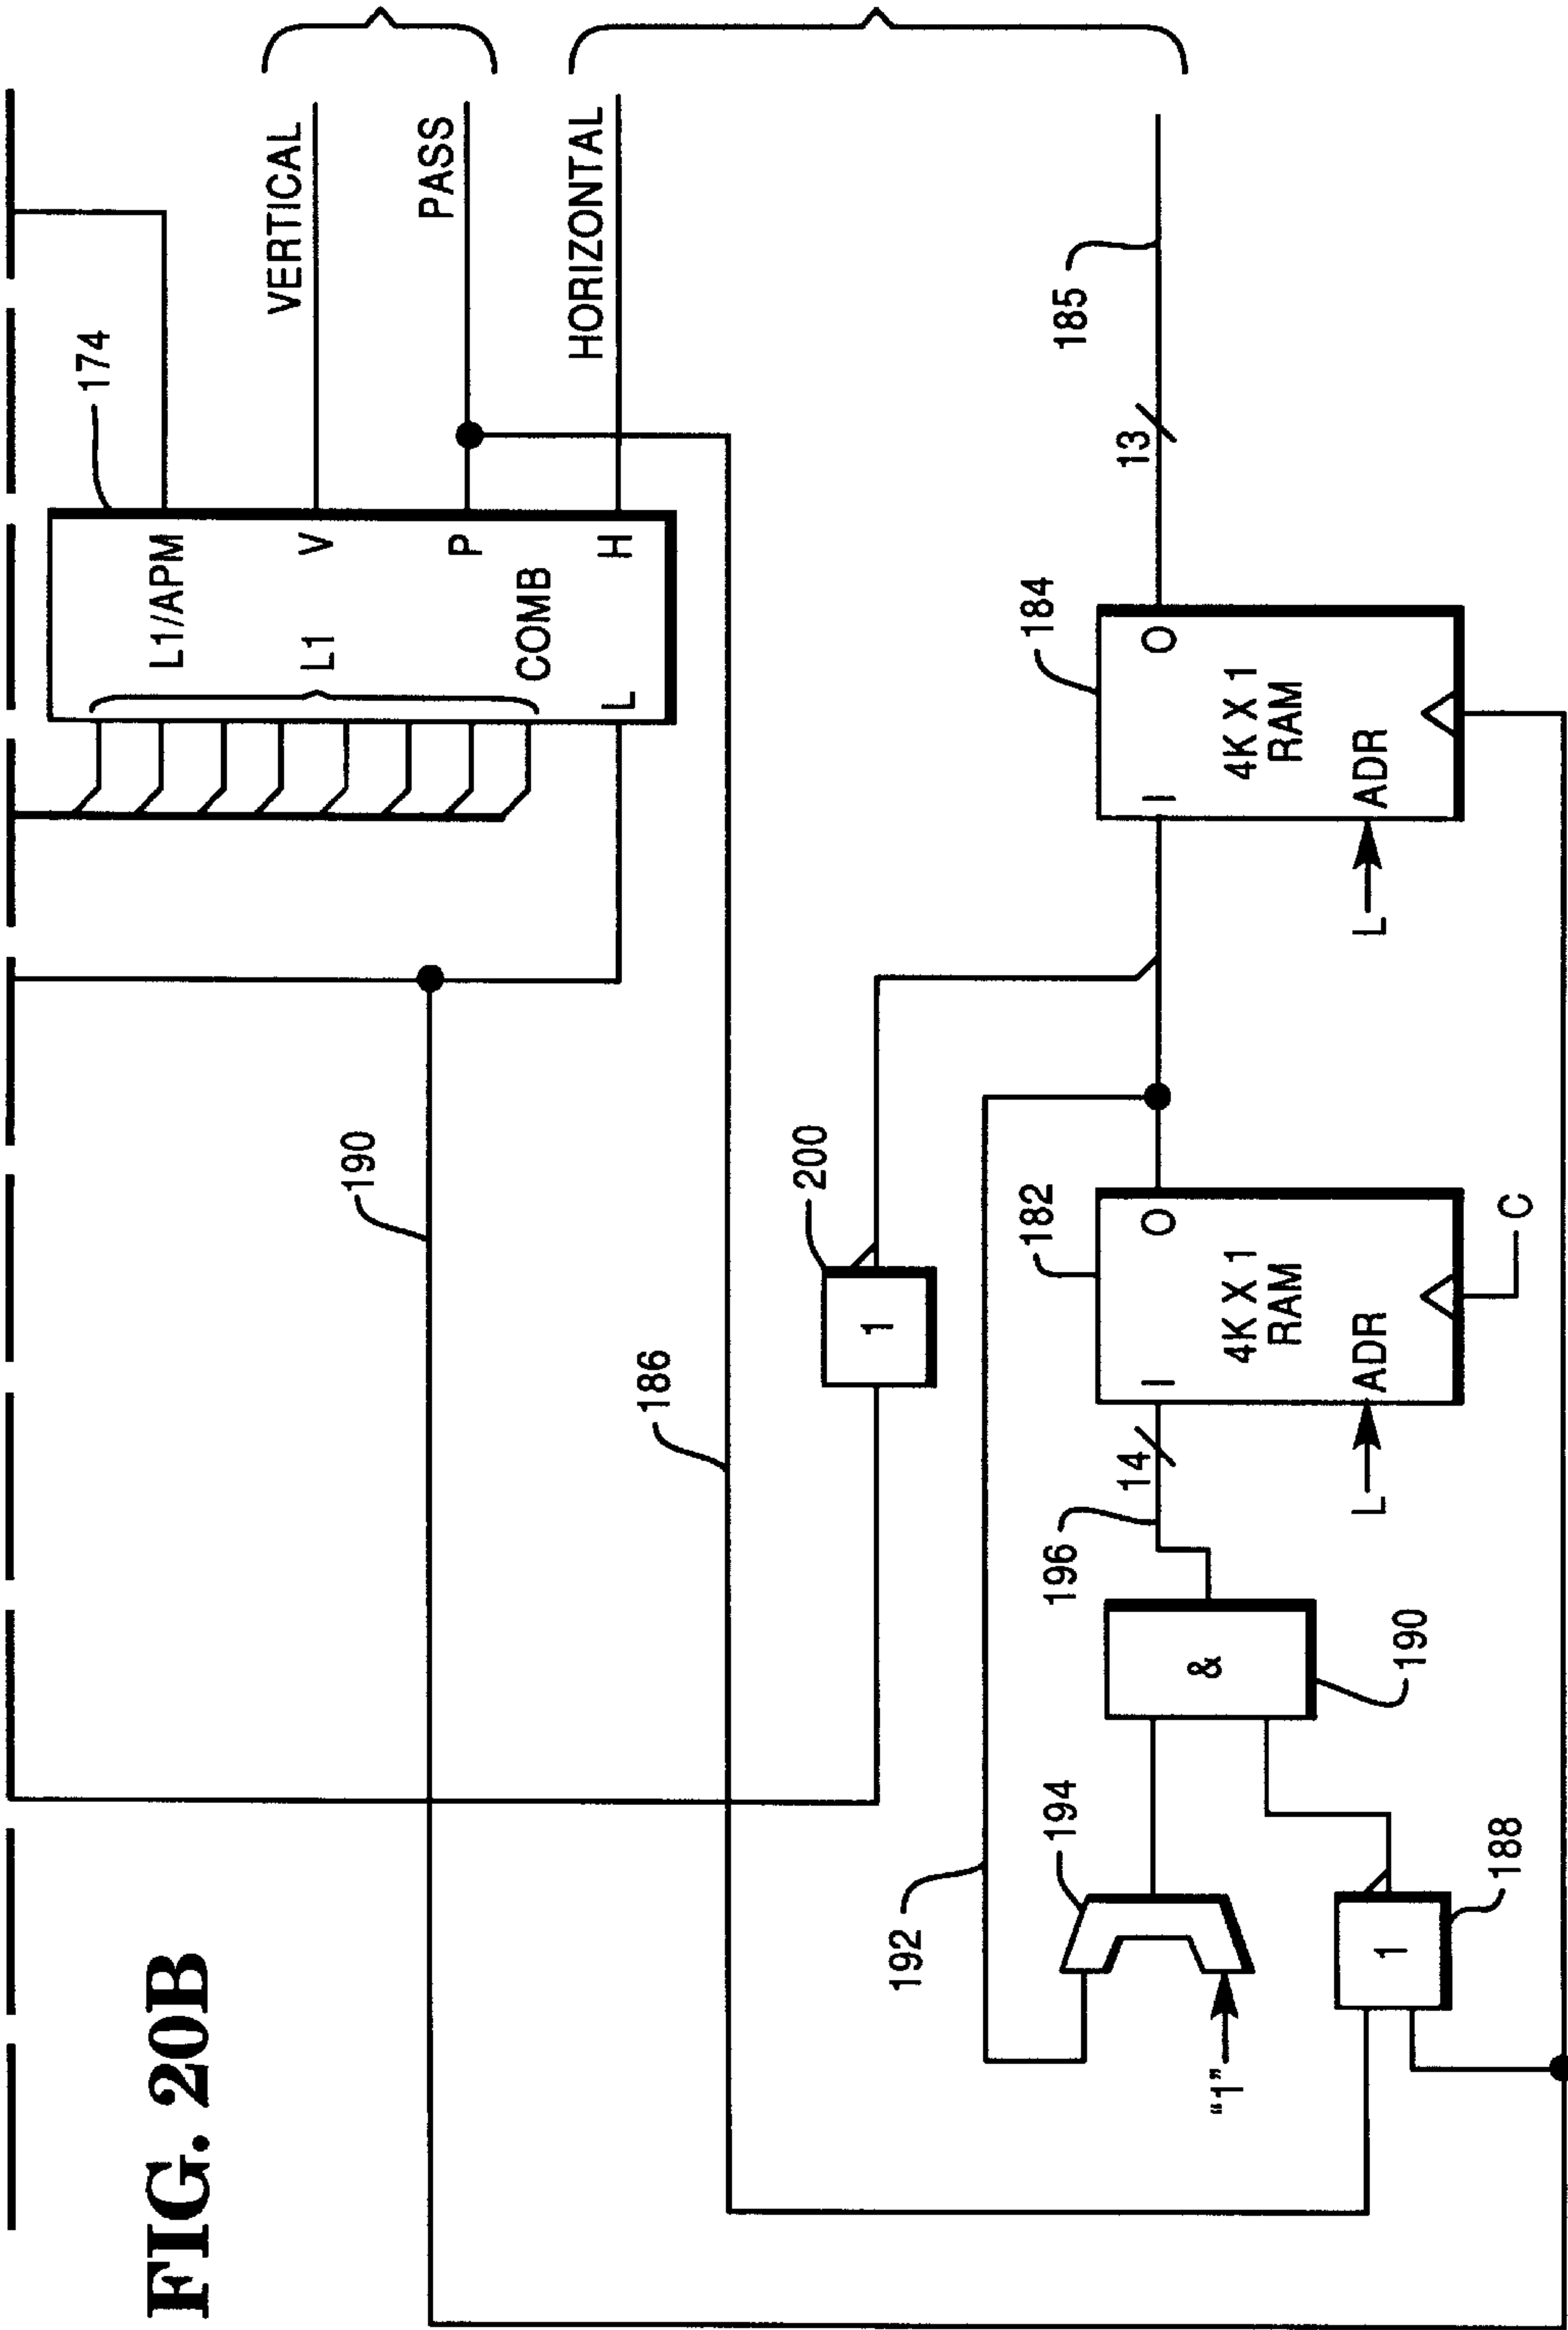 FIG. 20B
174
L1/APM
L1
V
P
COMB
L
H
VERTICAL
PASS
HORIZONTAL
190
186
200
1
192
194
"1"
188
1
&
190
196
14
182
I
O
4K X 1
RAM
ADR
L
C
184
I
O
4K X 1
RAM
ADR
L
13
185